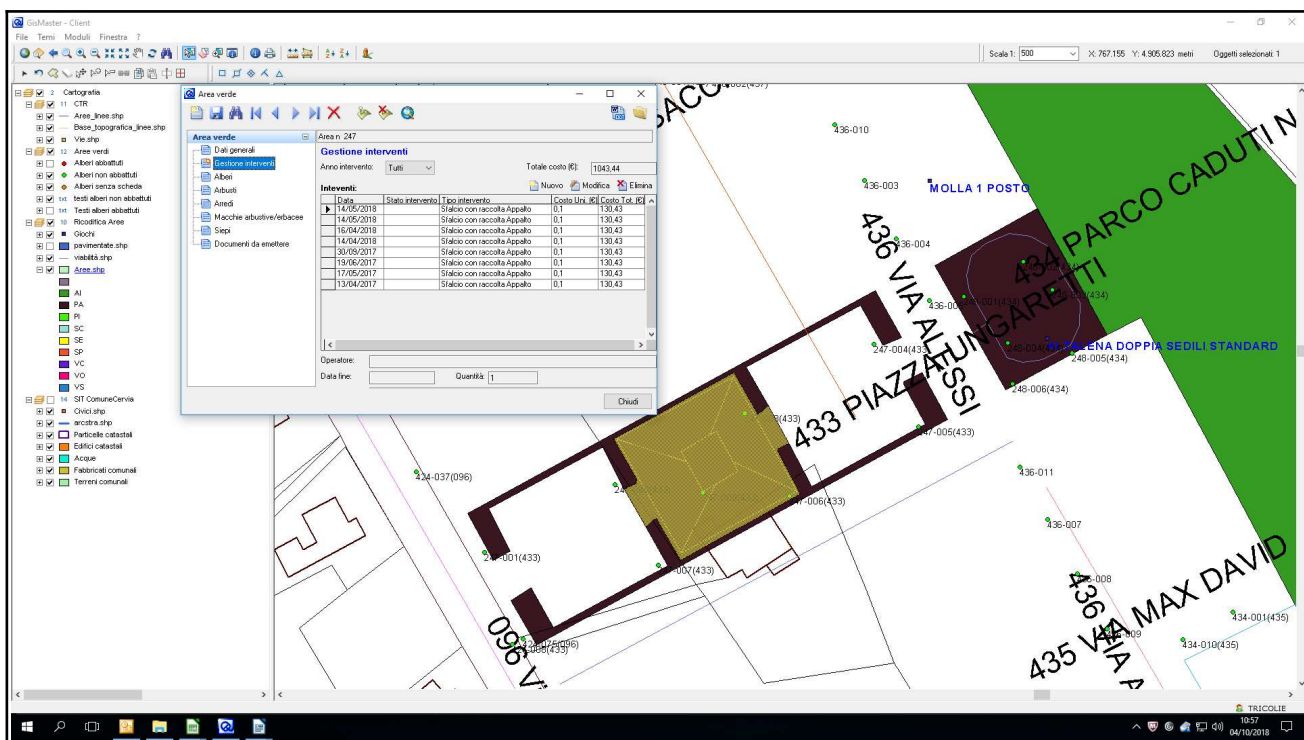 GisMaster - Client
File Temi Moduli Finestra ?
Scala 1: 500 X: 767.155 Y: 4.905.823 metri Oggetti selezionati: 1
2 Cartografia
11 CTR
Aree_linee.shp
Base_topografica_linee.shp
Vie.shp
12 Aree verdi
Alberi abbattuti
Alberi non abbattuti
Alberi senza scheda
txt testi alberi non abbattuti
txt Testi alberi abbattuti
10 Ricodifica Aree
Giochi
pavimentate.shp
viabilità.shp
Aree.shp
AI
PA
PI
SC
SE
SP
VC
VO
VS
14 SIT ComuneCervia
Civici.shp
arcstra.shp
Particelle catastali
Edifici catastali
Acque
Fabbricati comunali
Terreni comunali
Area verde
Area verde
Dati generali
Gestione interventi
Alberi
Arbusti
Arredi
Macchie arbustive/erbacee
Siepi
Documenti da emettere
Area n 247
Gestione interventi
Anno intervento: Tutti Totale costo (€): 1043,44
Interventi: Nuovo Modifica Elimina
Data Stato intervento Tipo intervento Costo Uni. (€) Costo Tot. (€)
14/05/2018 Sfalcio con raccolta Appalto 0,1 130,43
14/05/2018 Sfalcio con raccolta Appalto 0,1 130,43
16/04/2018 Sfalcio con raccolta Appalto 0,1 130,43
14/04/2018 Sfalcio con raccolta Appalto 0,1 130,43
30/09/2017 Sfalcio con raccolta Appalto 0,1 130,43
19/06/2017 Sfalcio con raccolta Appalto 0,1 130,43
17/05/2017 Sfalcio con raccolta Appalto 0,1 130,43
13/04/2017 Sfalcio con raccolta Appalto 0,1 130,43
Operatore:
Data fine: Quantità: 1
Chiudi
436-010
436-003
MOLLA 1 POSTO
436-004
434 PARCO CADUTI N
436 VIA ALESSI
433 PIAZZA UNGARETTI
247-004(433)
SEDILI STANDARD
248-005(434)
248-006(434)
247-005(433)
424-037(096)
436-011
247-006(433)
436-007
436-008
435 VIA MAX DAVID
434-001(435)
434-010(435)
096
TRICOLIE
10:57
04/10/2018